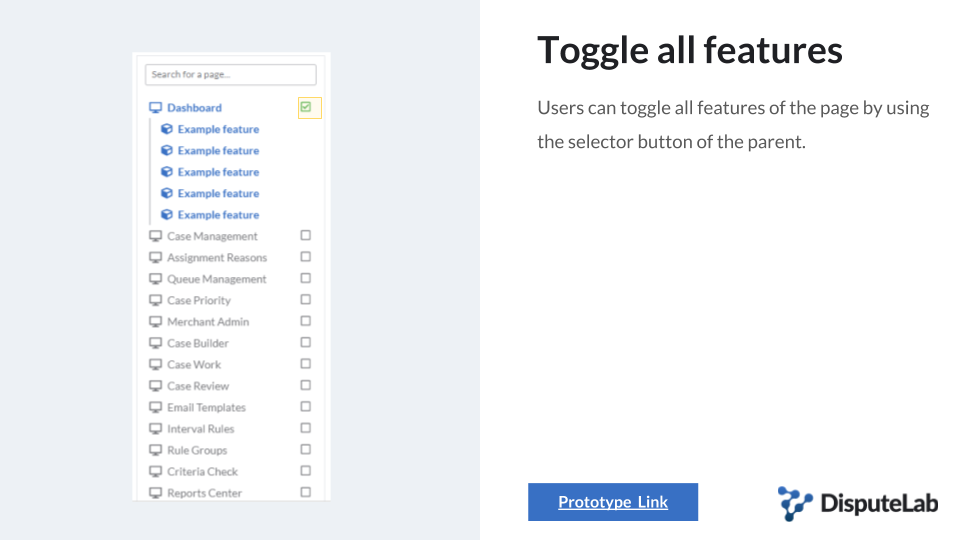 Search for a page...
Dashboard
Example feature
Example feature
Example feature
Example feature
Example feature
Case Management
Assignment Reasons
Queue Management
Case Priority
Merchant Admin
Case Builder
Case Work
Case Review
Email Templates
Interval Rules
Rule Groups
Criteria Check
Reports Center
Toggle all features
Users can toggle all features of the page by using
the selector button of the parent.
Prototype Link
DisputeLab